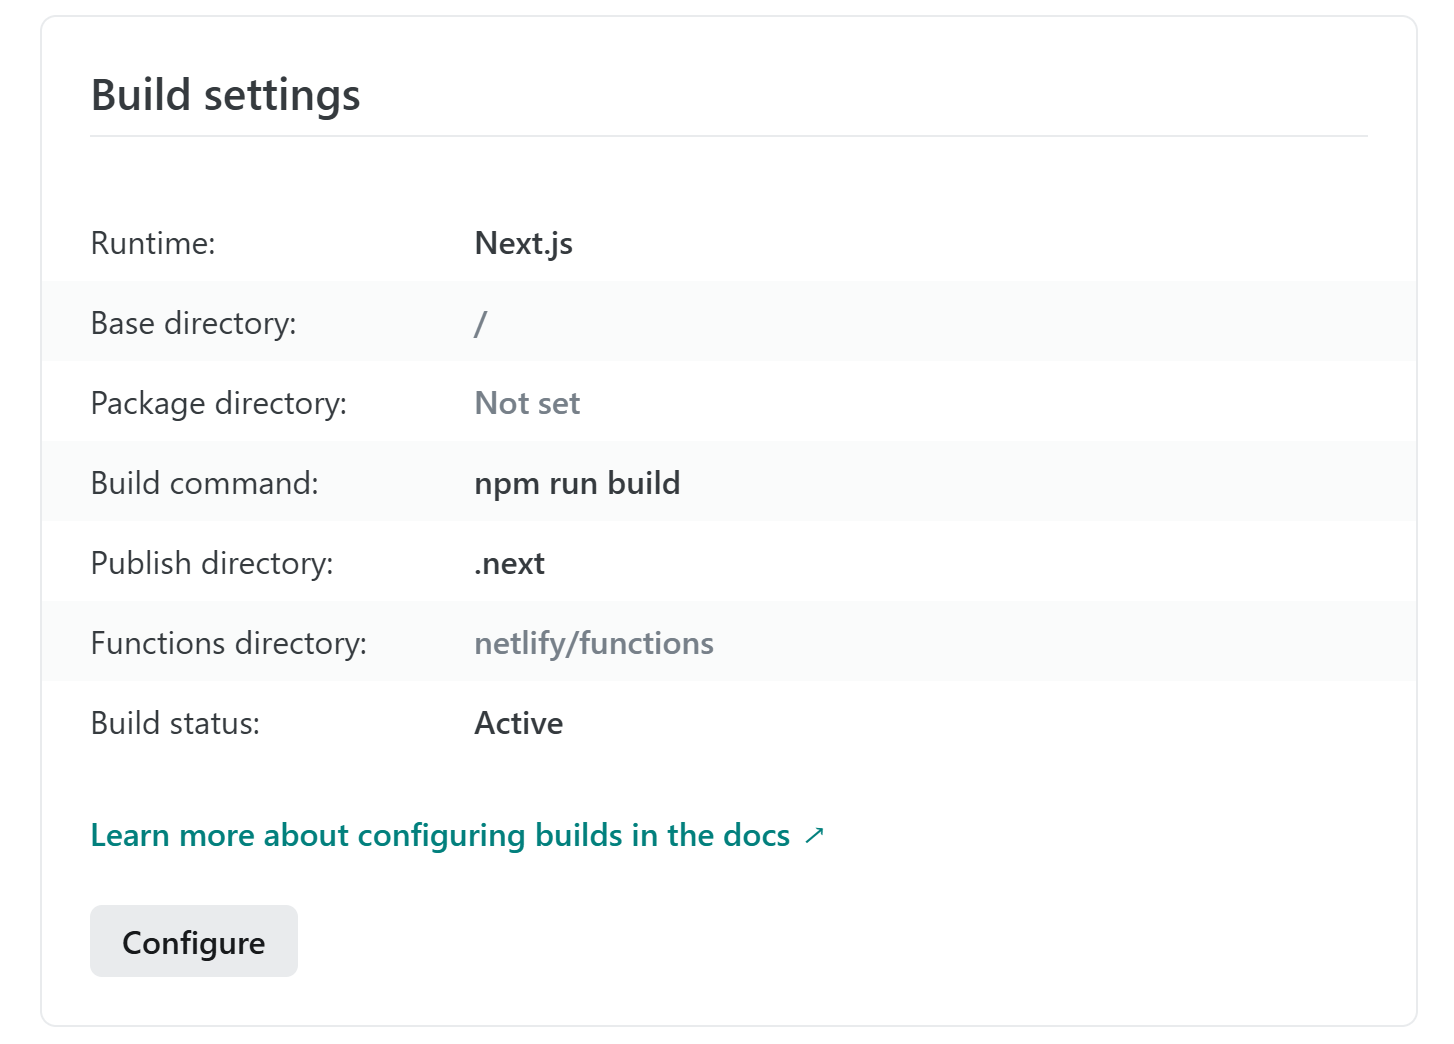 Build settings
Runtime: Next.js
Base directory: /
Package directory: Not set
Build command: npm run build
Publish directory: .next
Functions directory: netlify/functions
Build status: Active
Learn more about configuring builds in the docs ↗
Configure